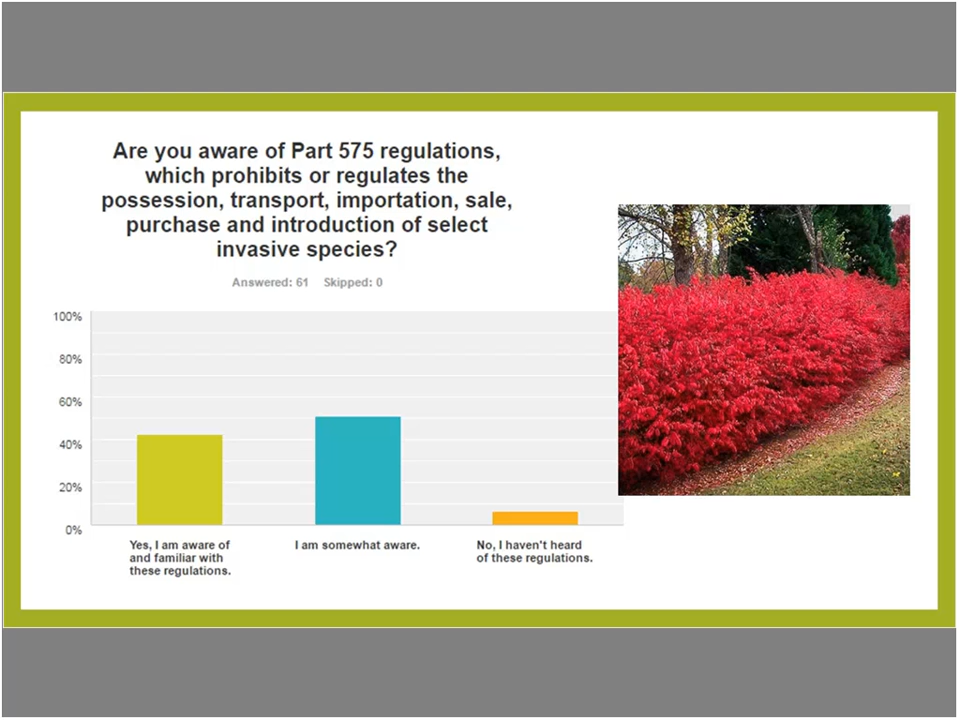 Are you aware of Part 575 regulations,
which prohibits or regulates the
possession, transport, importation, sale,
purchase and introduction of select
invasive species?
Answered: 61 Skipped: 0
100%
80%
60%
40%
20%
0%
Yes, I am aware of
and familiar with
these regulations.
I am somewhat aware.
No, I haven't heard
of these regulations.